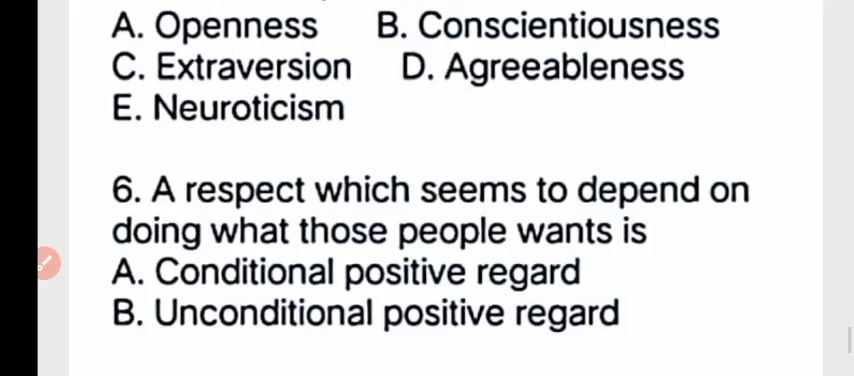 A. Openness B. Conscientiousness
C. Extraversion D. Agreeableness
E. Neuroticism
6. A respect which seems to depend on
doing what those people wants is
A. Conditional positive regard
B. Unconditional positive regard